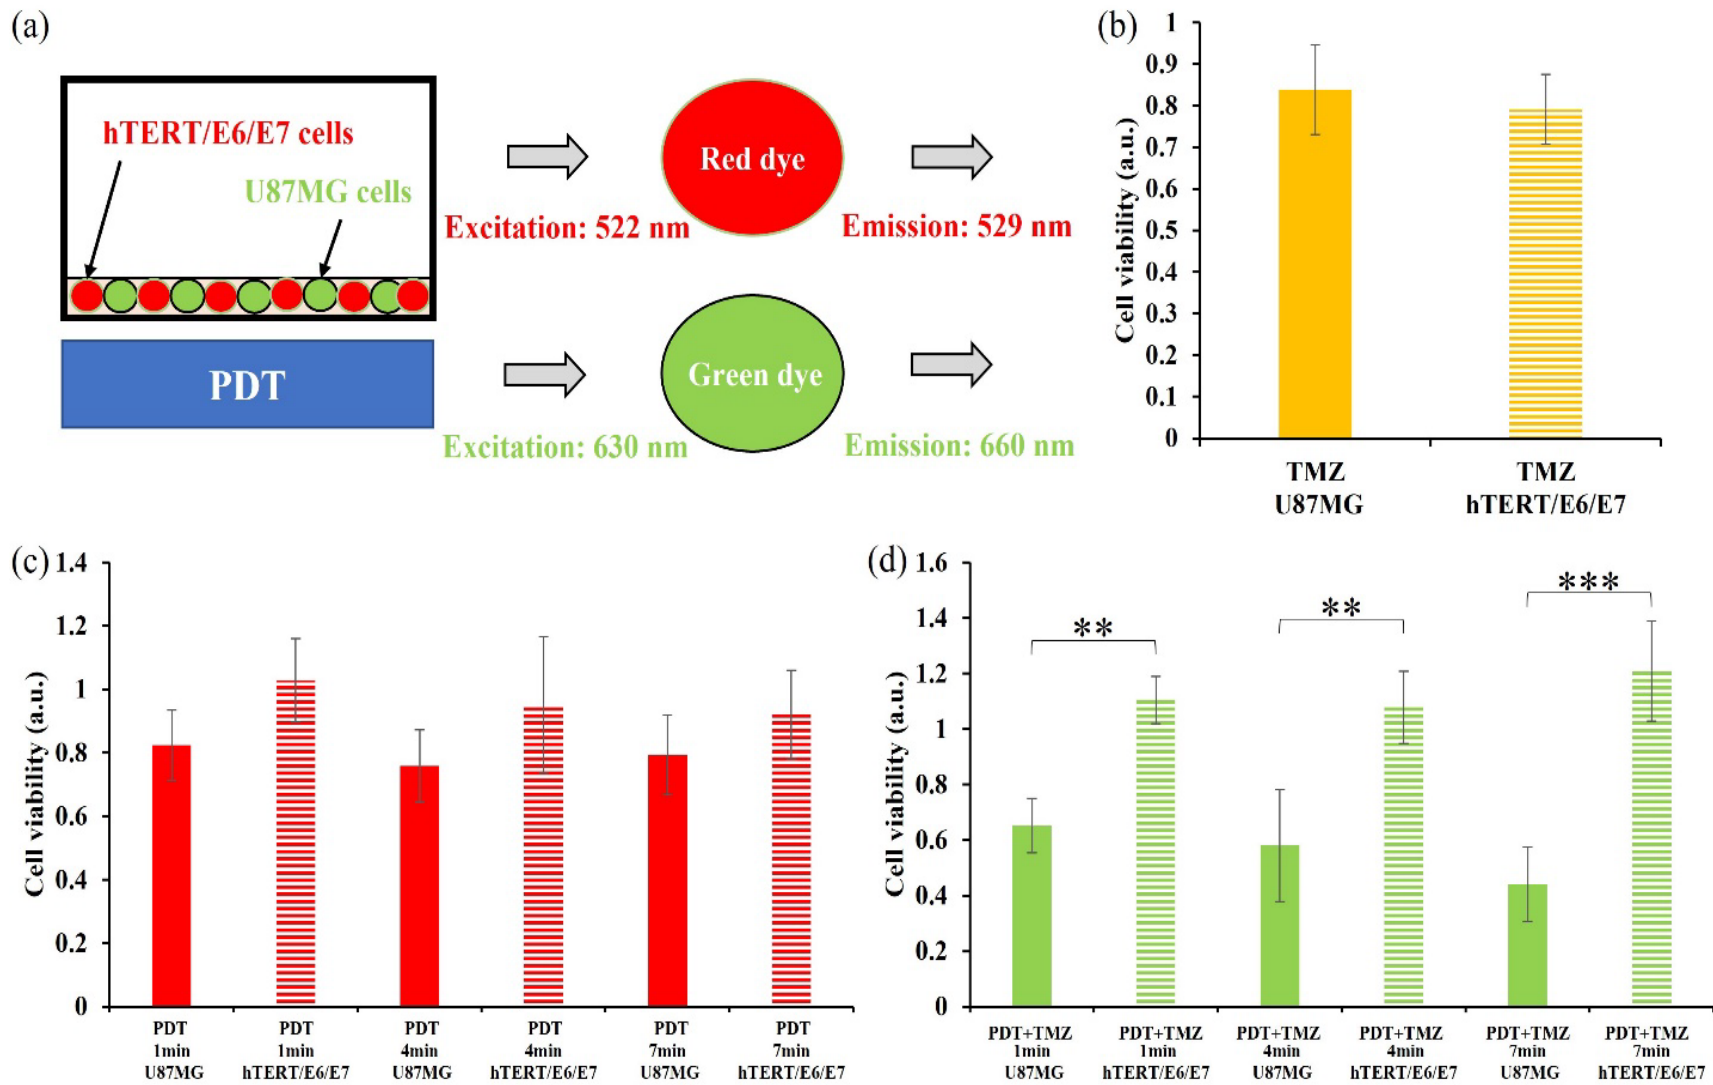 (a)
hTERT/E6/E7 cells
U87MG cells
PDT
Excitation: 522 nm
Red dye
Emission: 529 nm
Excitation: 630 nm
Green dye
Emission: 660 nm
(b)
Cell viability (a.u.)
1
0.9
0.8
0.7
0.6
0.5
0.4
0.3
0.2
0.1
0
TMZ
U87MG
TMZ
hTERT/E6/E7
(c)
Cell viability (a.u.)
1.4
1.2
1
0.8
0.6
0.4
0.2
0
PDT
1min
U87MG
PDT
1min
hTERT/E6/E7
PDT
4min
U87MG
PDT
4min
hTERT/E6/E7
PDT
7min
U87MG
PDT
7min
hTERT/E6/E7
(d)
Cell viability (a.u.)
1.6
1.4
1.2
1
0.8
0.6
0.4
0.2
0
**
**
***
PDT+TMZ
1min
U87MG
PDT+TMZ
1min
hTERT/E6/E7
PDT+TMZ
4min
U87MG
PDT+TMZ
4min
hTERT/E6/E7
PDT+TMZ
7min
U87MG
PDT+TMZ
7min
hTERT/E6/E7